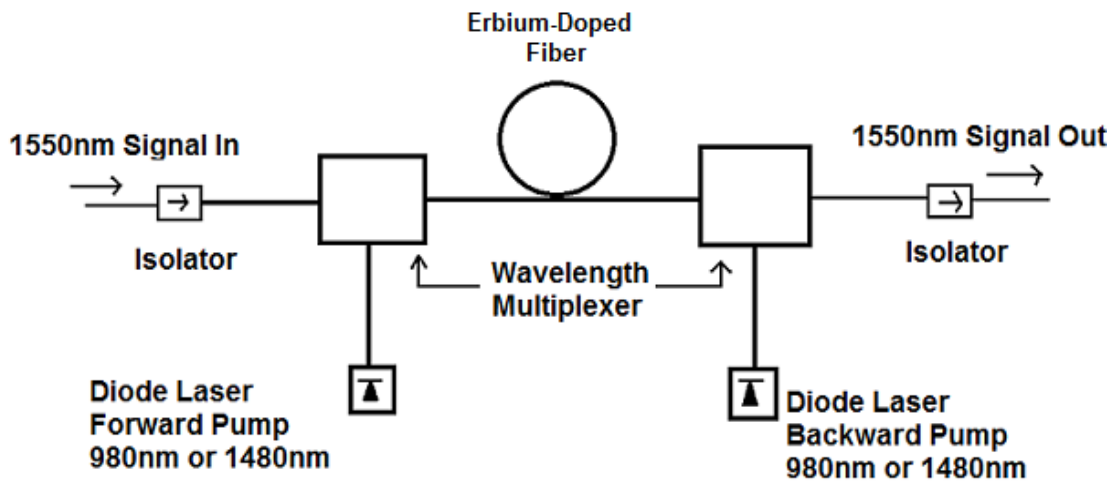 Erbium-Doped
Fiber
1550nm Signal In
1550nm Signal Out
Isolator
Wavelength
Multiplexer
Isolator
Diode Laser
Forward Pump
980nm or 1480nm
Diode Laser
Backward Pump
980nm or 1480nm